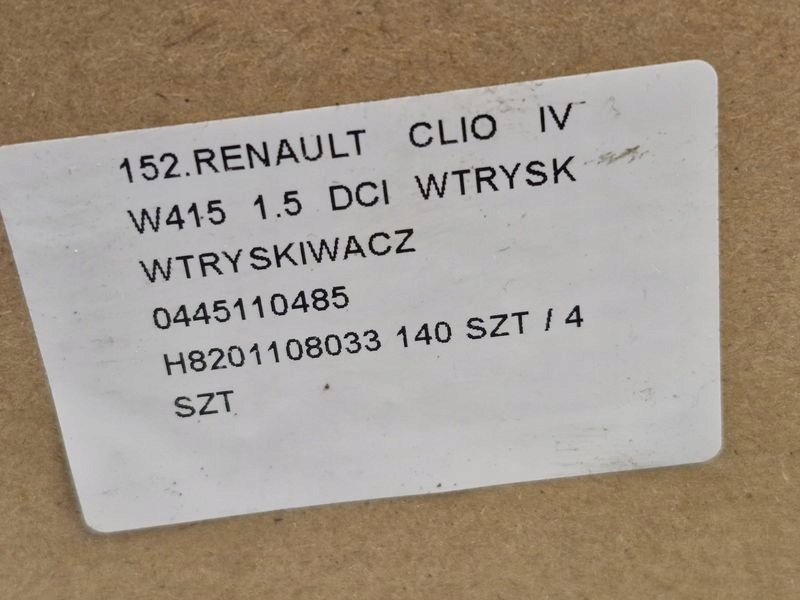 152.RENAULT CLIO IV
W415 1.5 DCI WTRYSK
WTRYSKIWACZ
0445110485
H8201108033 140 SZT / 4
SZT